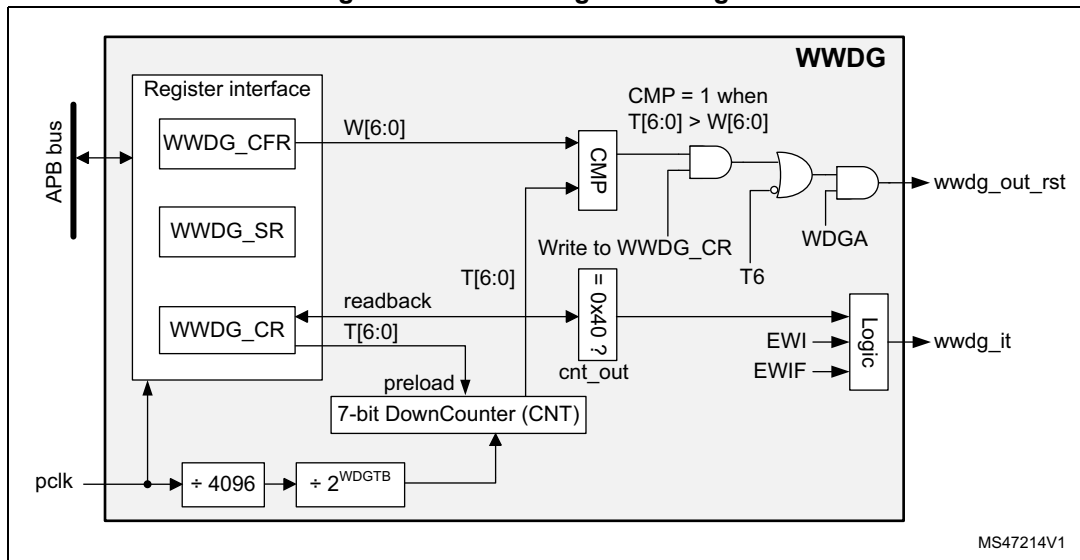 WWDG
Register interface
CMP = 1 when
T[6:0] > W[6:0]
APB bus
WWDG_CFR
W[6:0]
CMP
wwdg_out_rst
WWDG_SR
Write to WWDG_CR
WDGA
T6
T[6:0]
readback
= 0x40 ?
WWDG_CR
T[6:0]
Logic
EWI
wwdg_it
EWIF
cnt_out
preload
7-bit DownCounter (CNT)
pclk
÷ 4096
÷ 2^WDGTB
MS47214V1